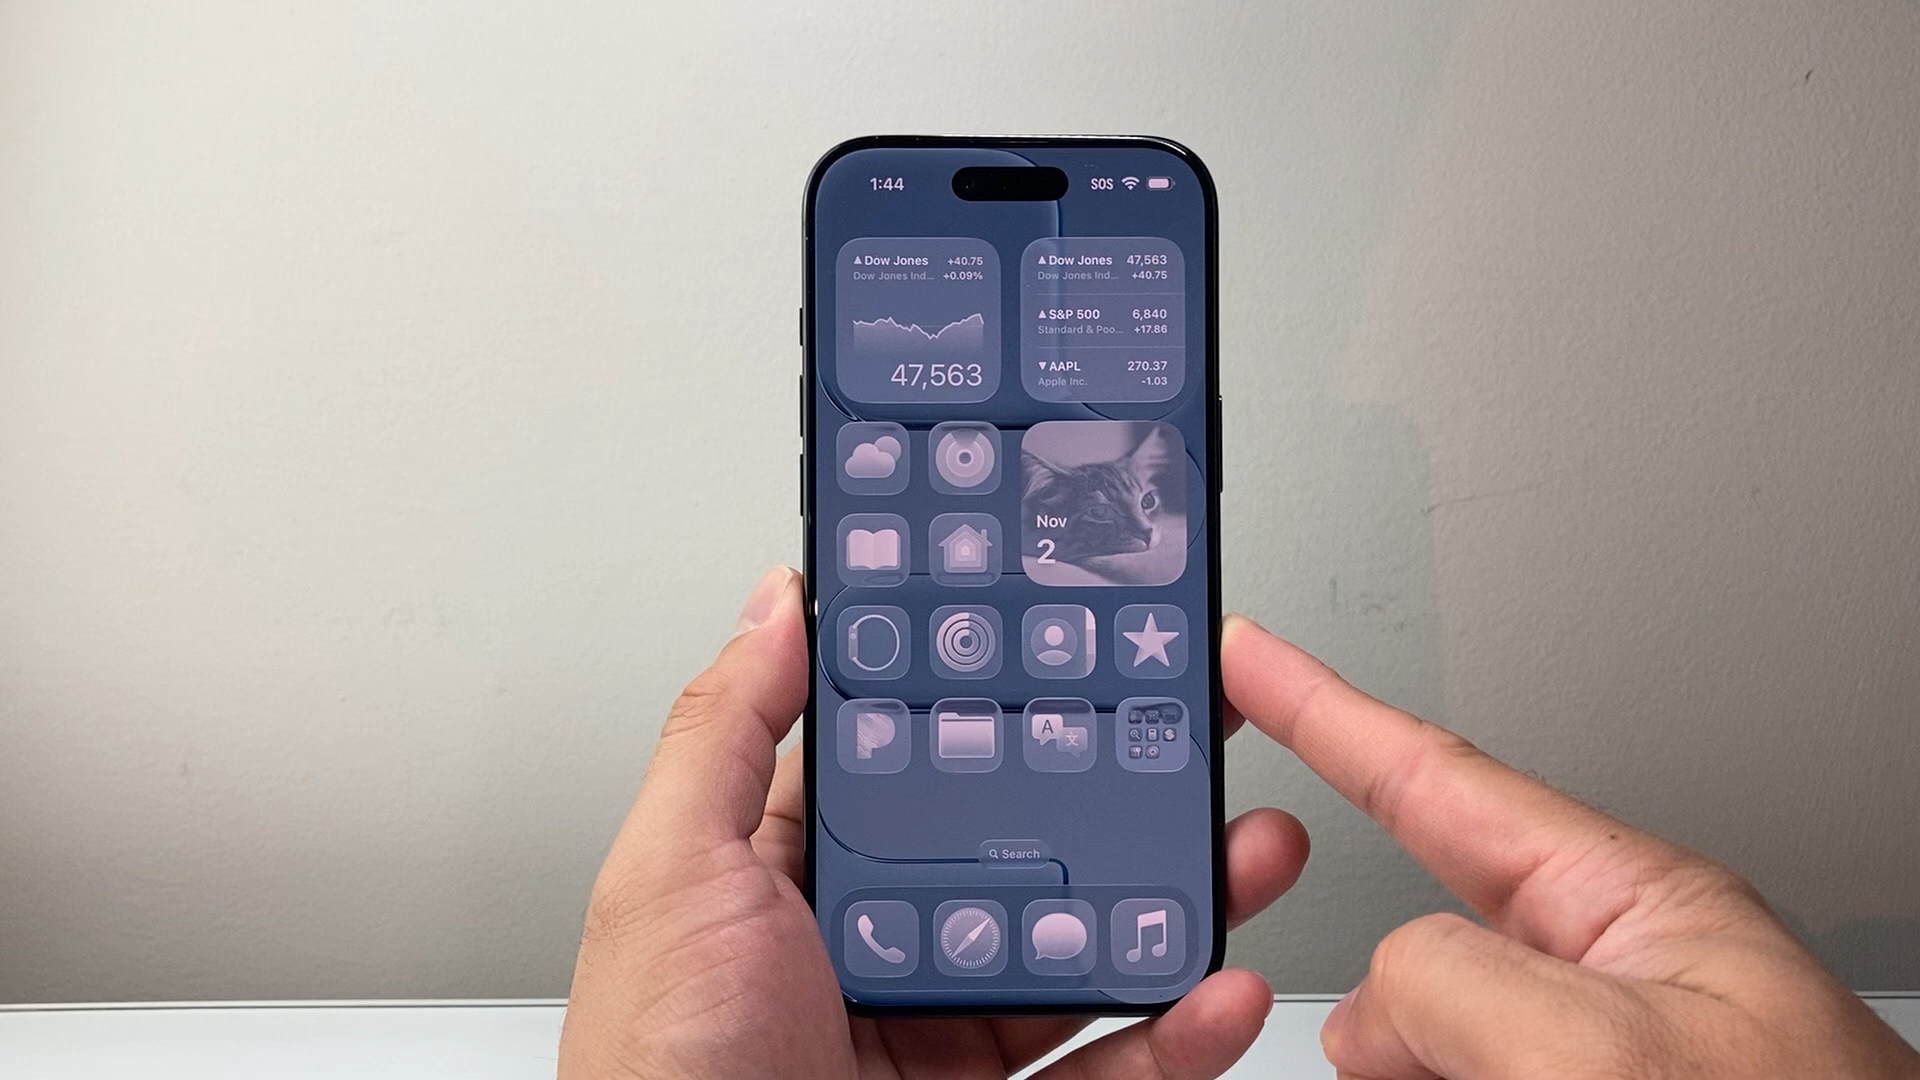 1:44
SOS
▲Dow Jones +40.75
Dow Jones Ind... +0.09%
47,563
▲Dow Jones 47,563
Dow Jones Ind... +40.75
▲S&P 500 6,840
Standard & Poo... +17.86
▼AAPL 270.37
Apple Inc. -1.03
Nov
2
A 文
Search